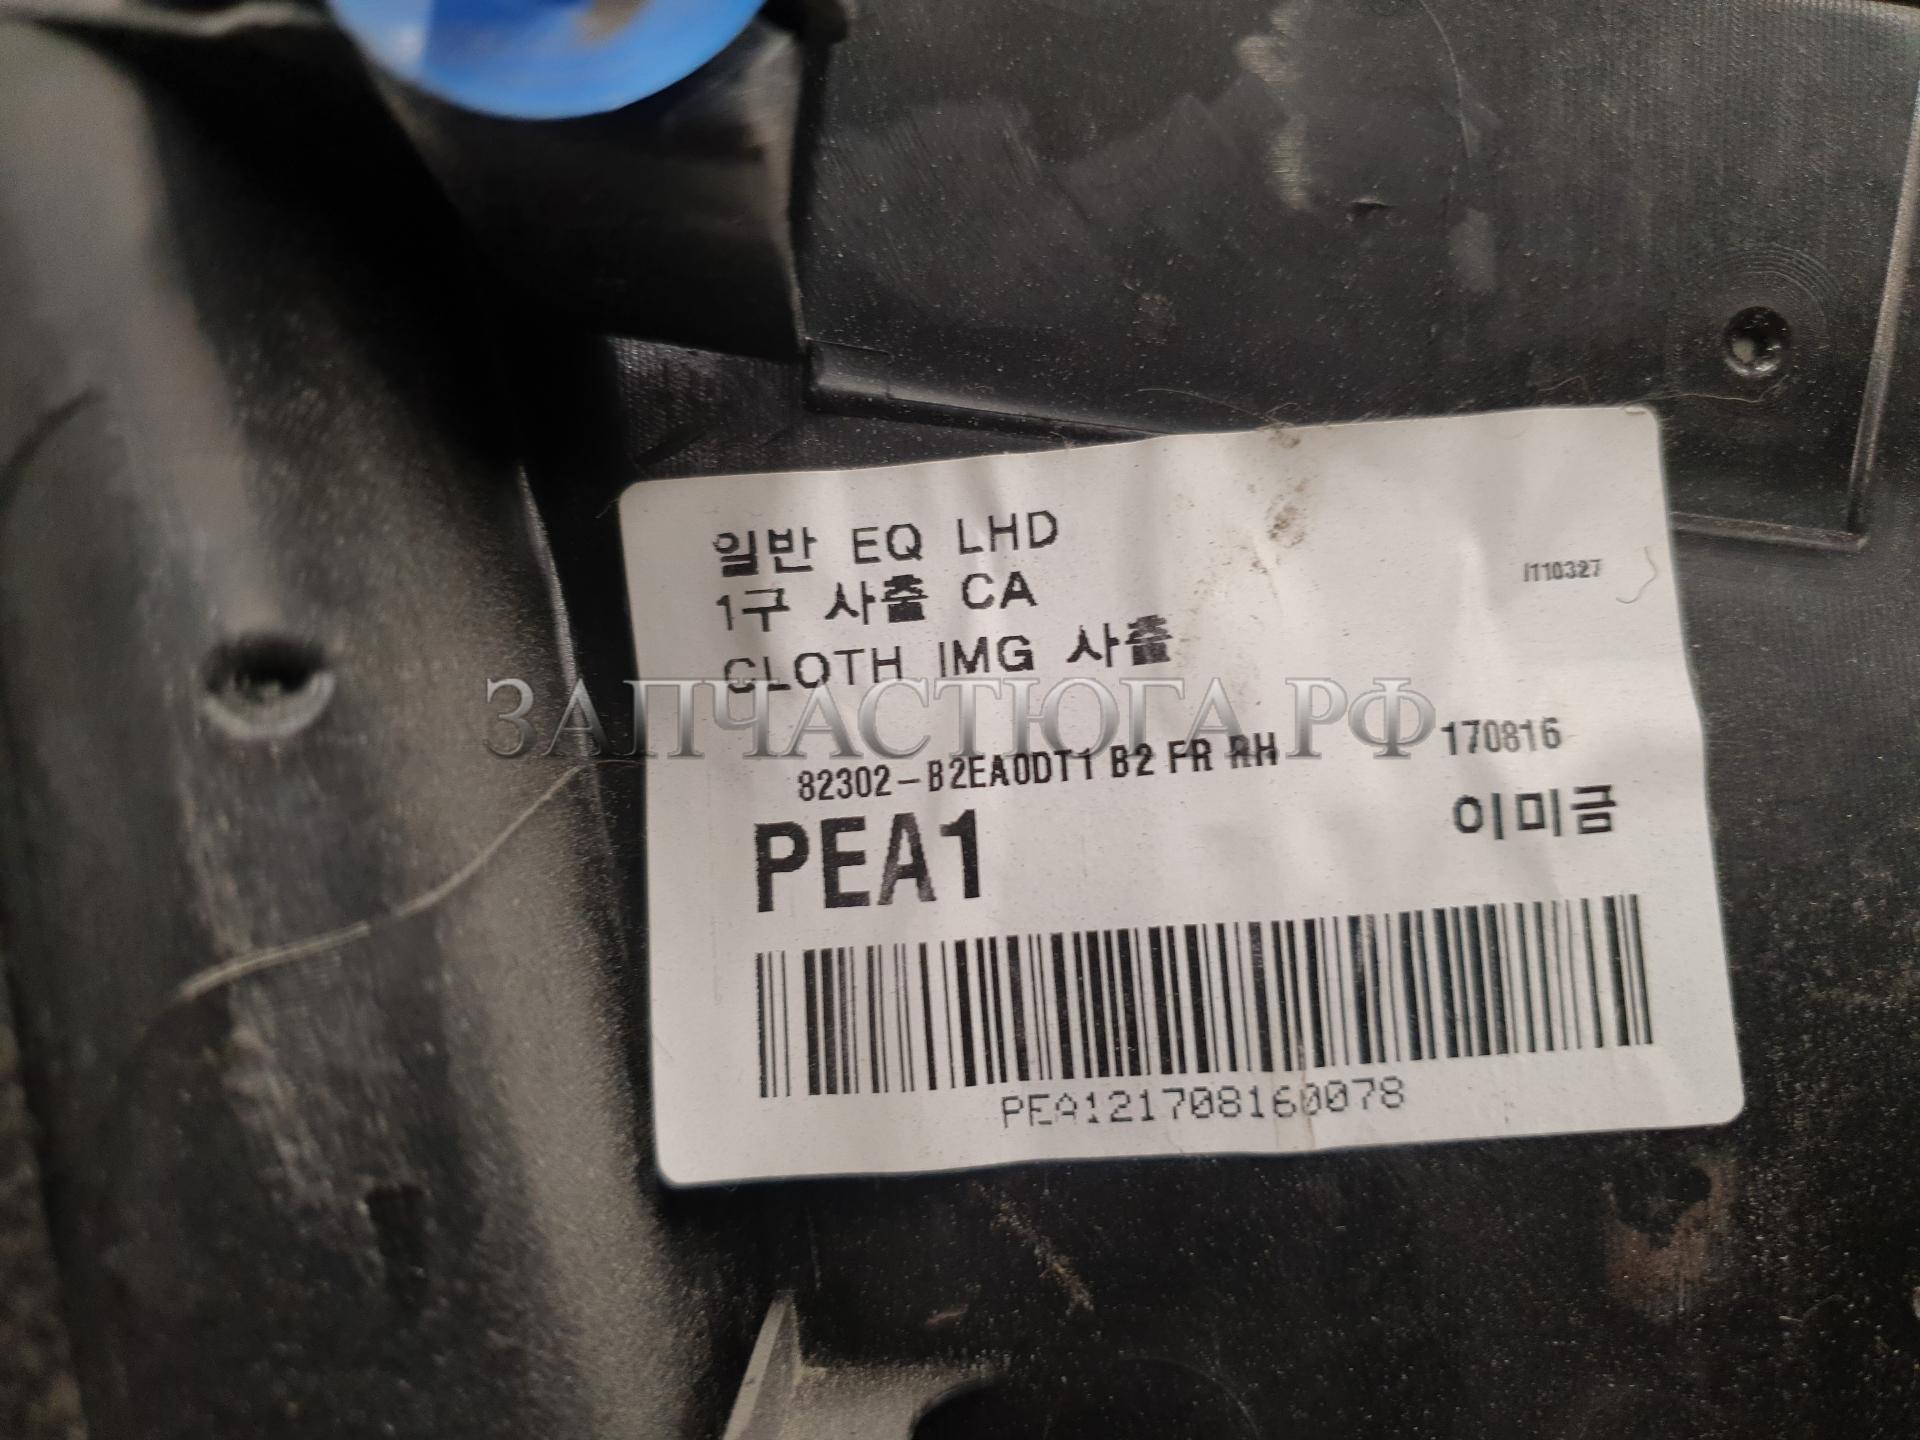 일반 EQ LHD
1구 사출 CA
I110327
CLOTH IMG 사출
ЗАПЧАСТЮГА.РФ
82302-B2EA0DT1 B2 FR RH
170816
PEA1
이미금
PEA121708160078